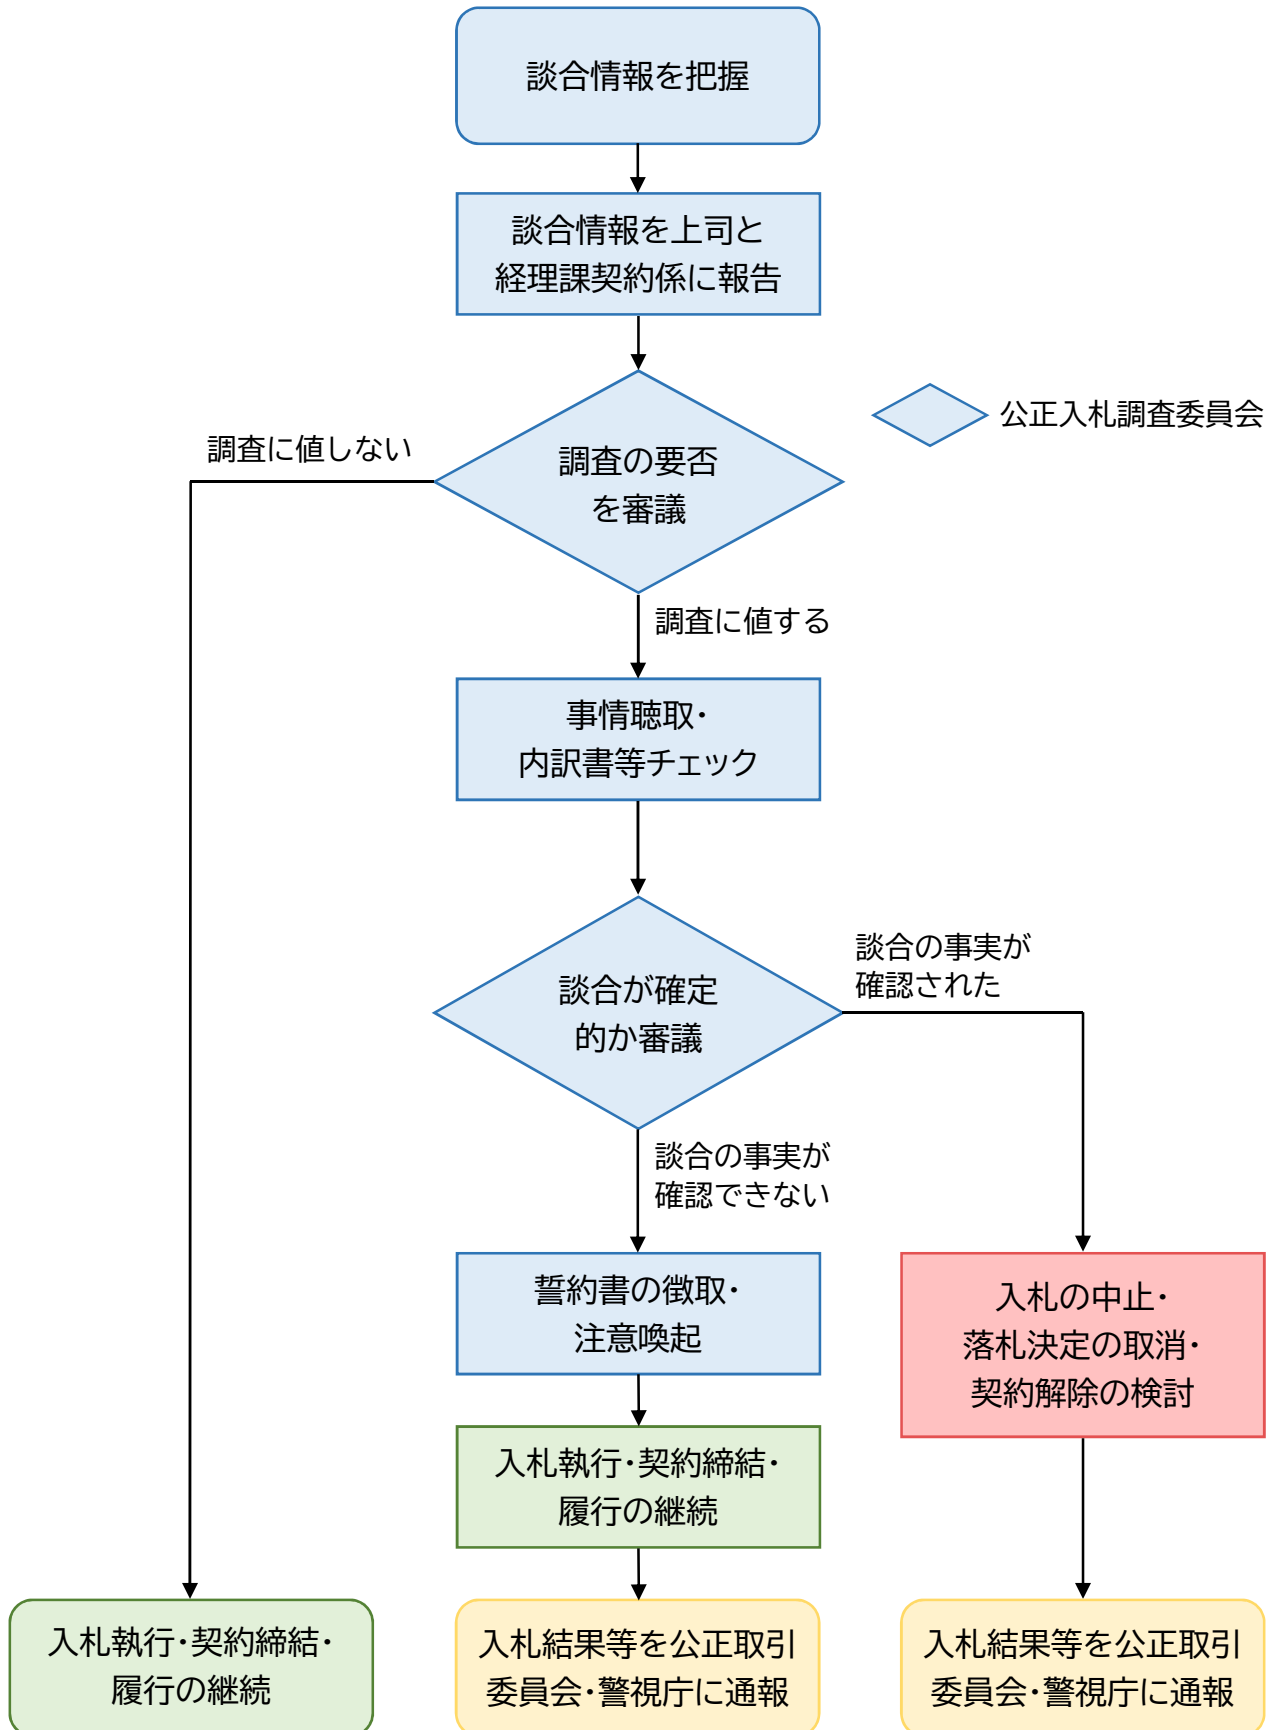 談合情報を把握
談合情報を上司と
経理課契約係に報告
公正入札調査委員会
調査に値しない
調査の要否
を審議
調査に値する
事情聴取・
内訳書等チェック
談合の事実が
確認された
談合が確定
的か審議
談合の事実が
確認できない
誓約書の徴取・
注意喚起
入札の中止・
落札決定の取消・
契約解除の検討
入札執行・契約締結・
履行の継続
入札執行・契約締結・
履行の継続
入札結果等を公正取引
委員会・警視庁に通報
入札結果等を公正取引
委員会・警視庁に通報